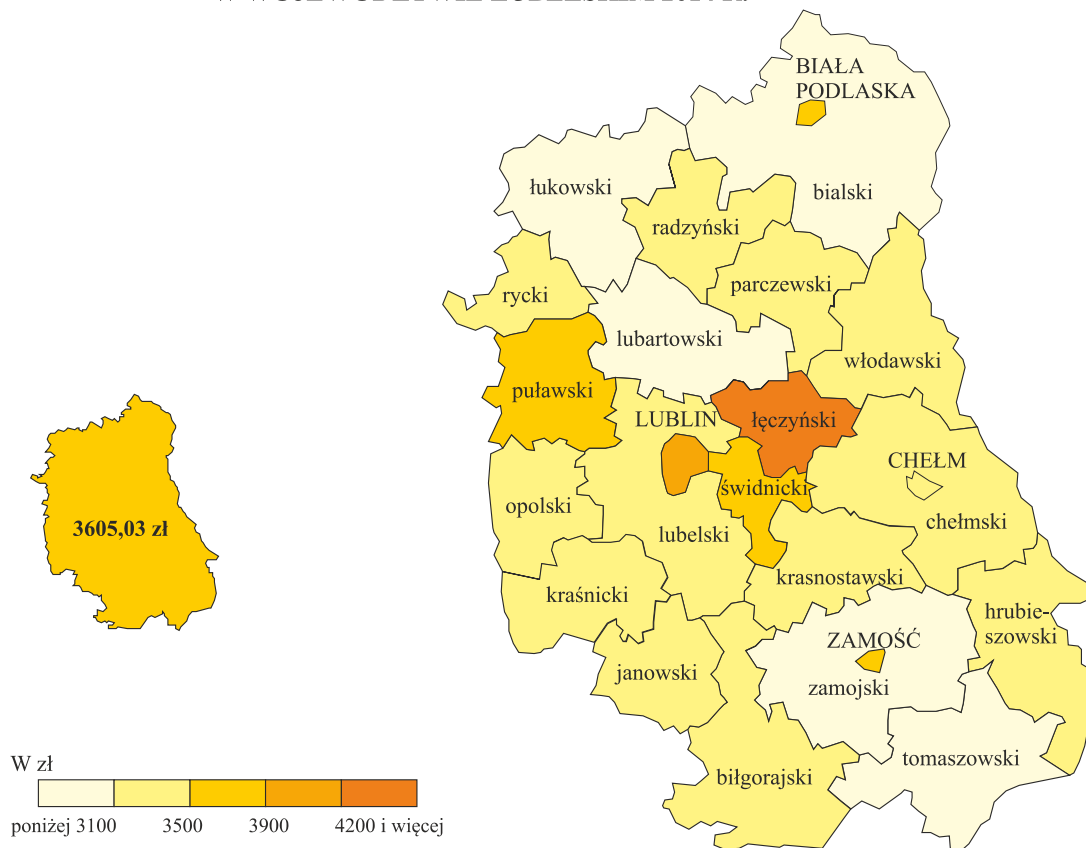 BIAŁA
PODLASKA
łukowski
bialski
radzyński
rycki
parczewski
lubartowski
włodawski
puławski
LUBLIN
łęczyński
CHEŁM
świdnicki
opolski
3605,03 zł
lubelski
chełmski
kraśnicki
krasnostawski
hrubie-
szowski
ZAMOŚĆ
janowski
zamojski
tomaszowski
biłgorajski
W zł
poniżej 3100 3500 3900 4200 i więcej